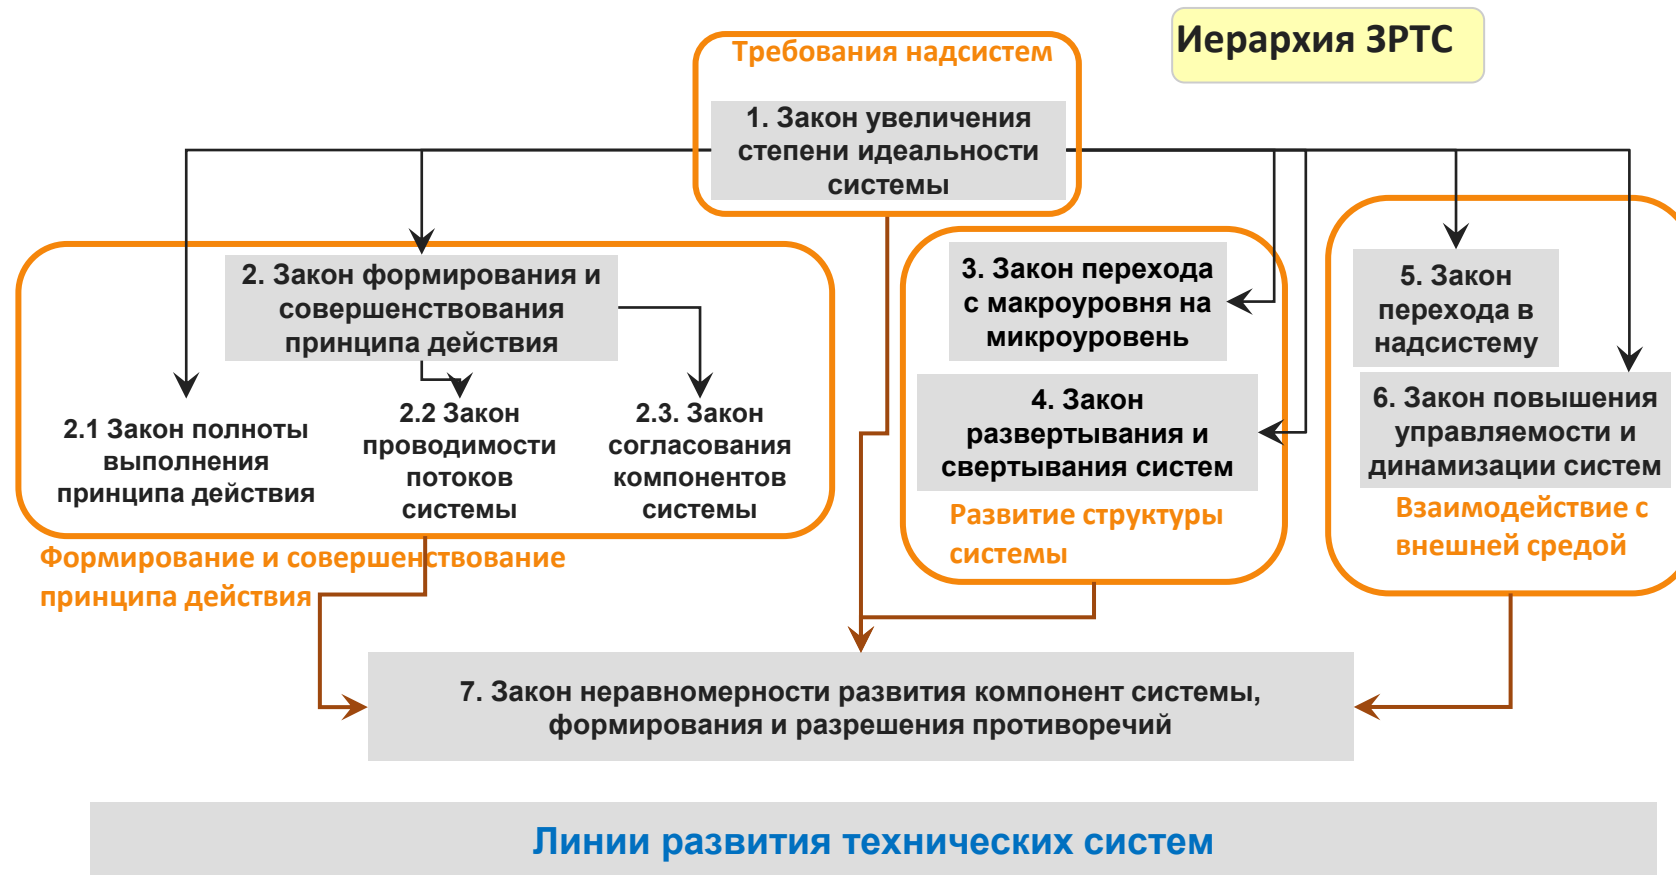 Иерархия ЗРТС
Требования надсистем
1. Закон увеличения
степени идеальности
системы
2. Закон формирования и
совершенствования
принципа действия
2.1 Закон полноты
выполнения
принципа действия
2.2 Закон
проводимости
потоков
системы
2.3. Закон
согласования
компонентов
системы
Формирование и совершенствование
принципа действия
3. Закон перехода
с макроуровня на
микроуровень
4. Закон
развертывания и
свертывания систем
Развитие структуры
системы
5. Закон
перехода в
надсистему
6. Закон повышения
управляемости и
динамизации систем
Взаимодействие с
внешней средой
7. Закон неравномерности развития компонент системы,
формирования и разрешения противоречий
Линии развития технических систем